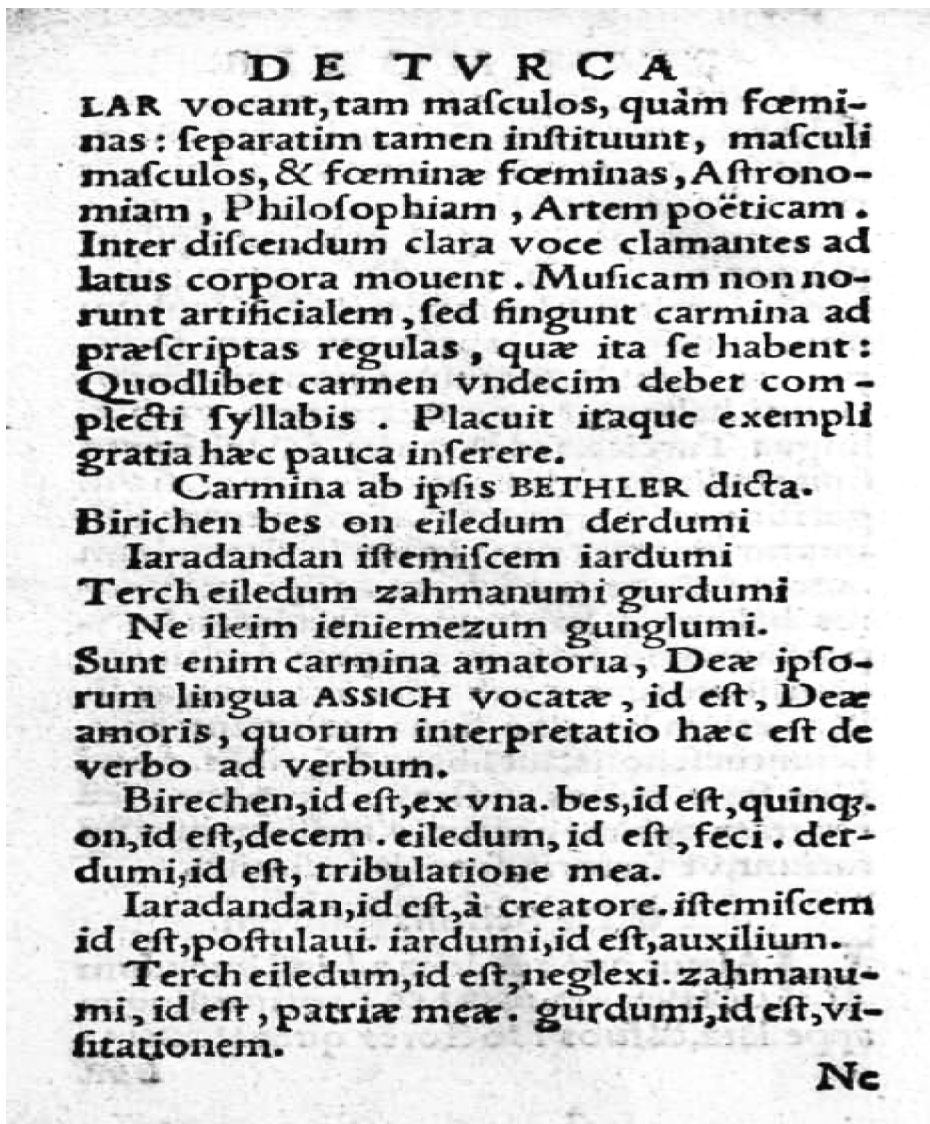 DE TVRCA
LAR vocant, tam maſculos, quàm fœmi-
nas: ſeparatim tamen inſtituunt, maſculi
maſculos, & fœminæ fœminas, Aſtrono-
miam, Philoſophiam, Artem poëticam.
Inter diſcendum clara voce clamantes ad
latus corpora mouent. Muſicam non no-
runt artificialem, ſed fingunt carmina ad
præſcriptas regulas, quæ ita ſe habent:
Quodlibet carmen vndecim debet com-
plecti ſyllabis. Placuit itaque exempli
gratia hæc pauca inſerere.
Carmina ab ipſis BETHLER dicta.
Birichen bes on eiledum derdumi
Iaradandan iſtemiſcem iardumi
Terch eiledum zahmanumi gurdumi
Ne ileim ieniemezum gunglumi.
Sunt enim carmina amatoria, Deæ ipſo-
rum lingua ASSICH vocatæ, id eſt, Deæ
amoris, quorum interpretatio hæc eſt de
verbo ad verbum.
Birechen, id eſt, ex vna. bes, id eſt, quinqꝫ.
on, id eſt, decem. eiledum, id eſt, feci. der-
dumi, id eſt, tribulatione mea.
Iaradandan, id eſt, à creatore. iſtemiſcem
id eſt, poſtulaui. iardumi, id eſt, auxilium.
Terch eiledum, id eſt, neglexi. zahmanu-
mi, id eſt, patriæ meæ. gurdumi, id eſt, vi-
ſitationem.
Ne